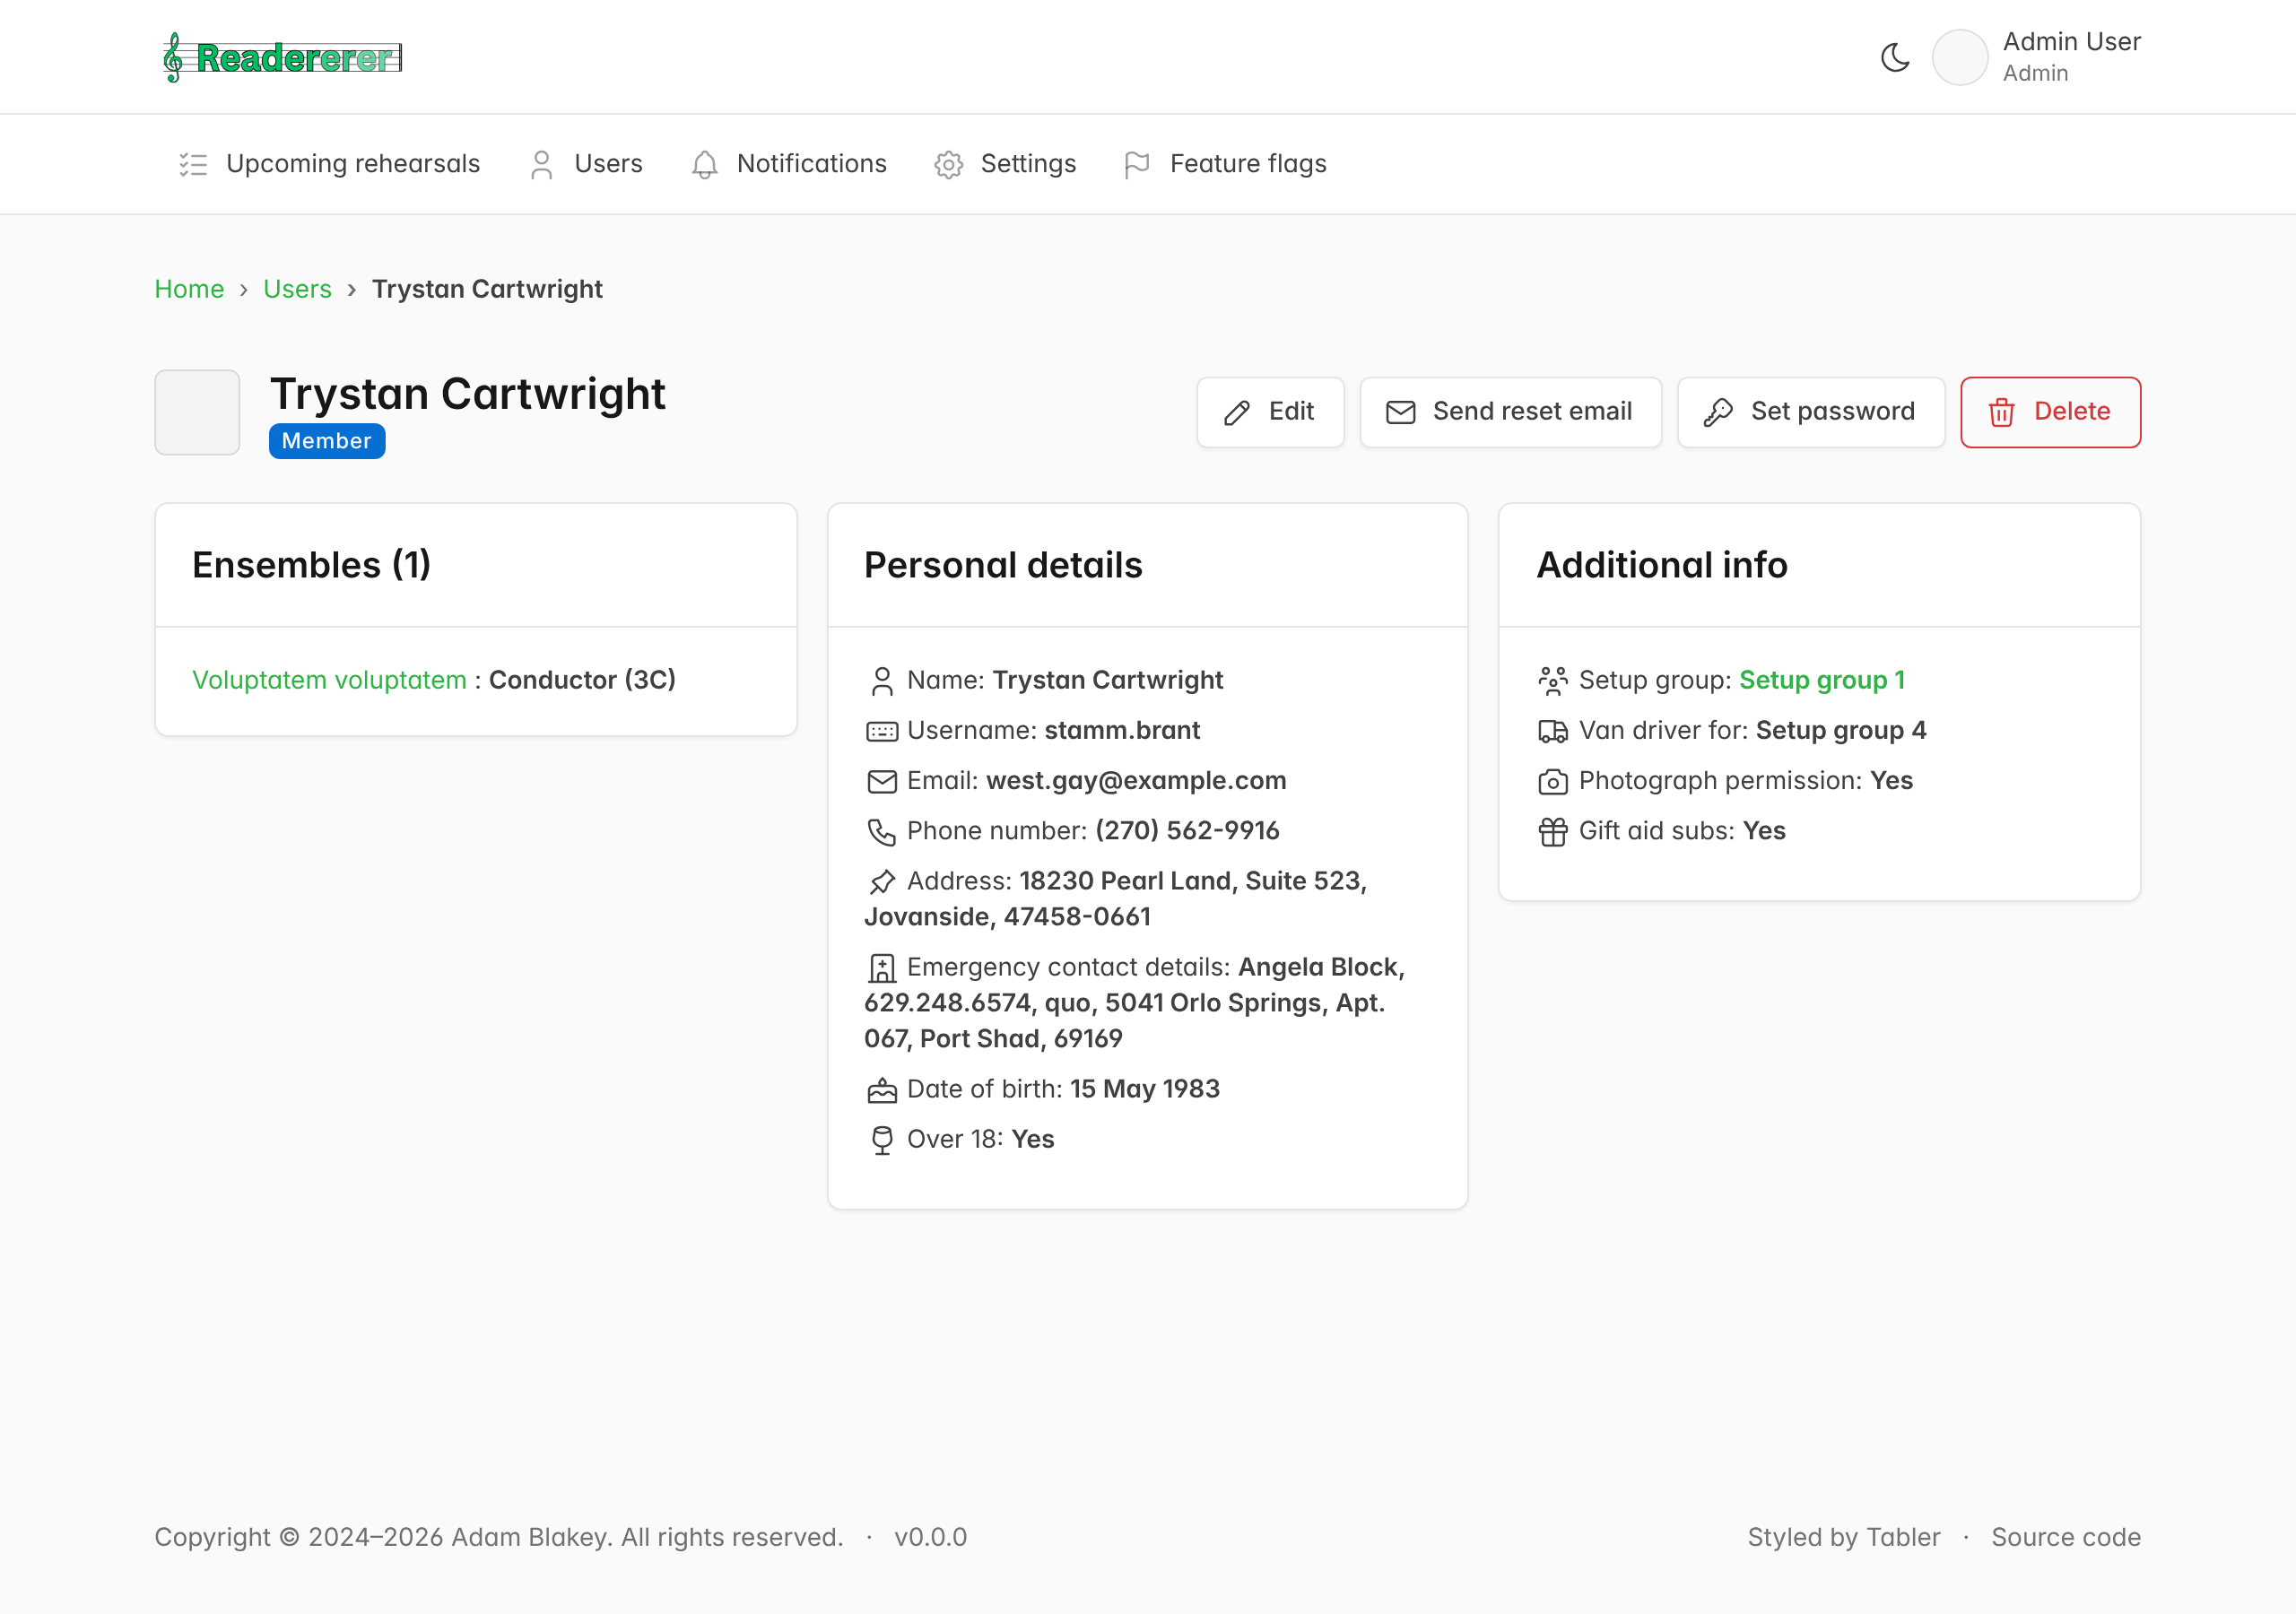 Readererer
Admin User
Admin
Upcoming rehearsals
Users
Notifications
Settings
Feature flags
Home › Users › Trystan Cartwright
Trystan Cartwright
Member
Edit
Send reset email
Set password
Delete
Ensembles (1)
Voluptatem voluptatem : Conductor (3C)
Personal details
Name: Trystan Cartwright
Username: stamm.brant
Email: west.gay@example.com
Phone number: (270) 562-9916
Address: 18230 Pearl Land, Suite 523,
Jovanside, 47458-0661
Emergency contact details: Angela Block,
629.248.6574, quo, 5041 Orlo Springs, Apt.
067, Port Shad, 69169
Date of birth: 15 May 1983
Over 18: Yes
Additional info
Setup group: Setup group 1
Van driver for: Setup group 4
Photograph permission: Yes
Gift aid subs: Yes
Copyright © 2024–2026 Adam Blakey. All rights reserved. · v0.0.0
Styled by Tabler · Source code